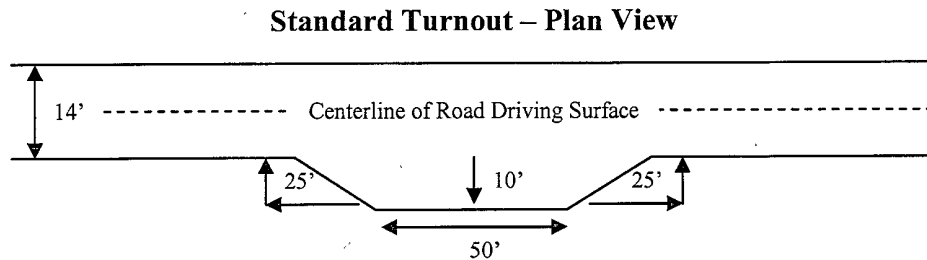 Standard Turnout – Plan View
14’
Centerline of Road Driving Surface
25’
10’
25’
50’